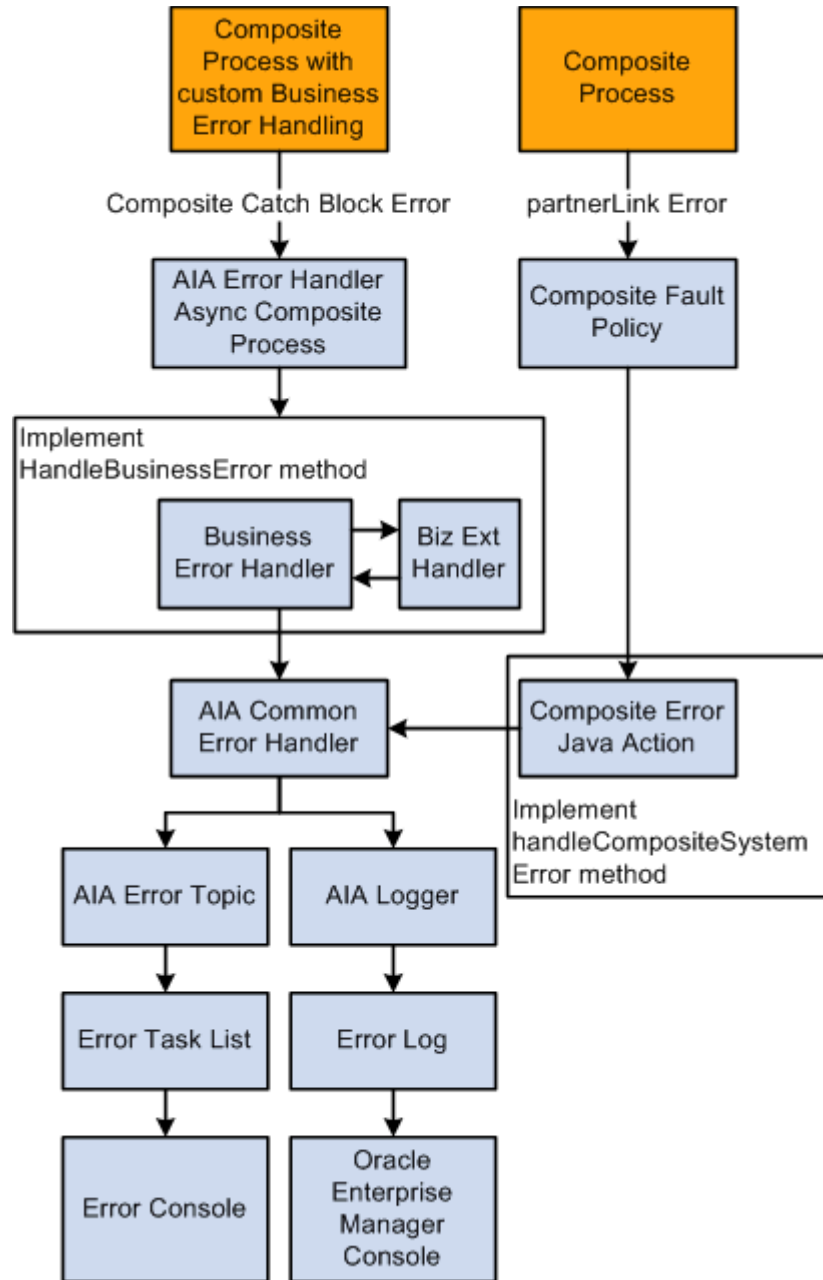 Composite
Process with
custom Business
Error Handling
Composite
Process
Composite Catch Block Error
partnerLink Error
AIA Error Handler
Async Composite
Process
Composite Fault
Policy
Implement
HandleBusinessError method
Business
Error Handler
Biz Ext
Handler
AIA Common
Error Handler
Composite Error
Java Action
Implement
handleCompositeSystem
Error method
AIA Error Topic
AIA Logger
Error Task List
Error Log
Error Console
Oracle
Enterprise
Manager
Console